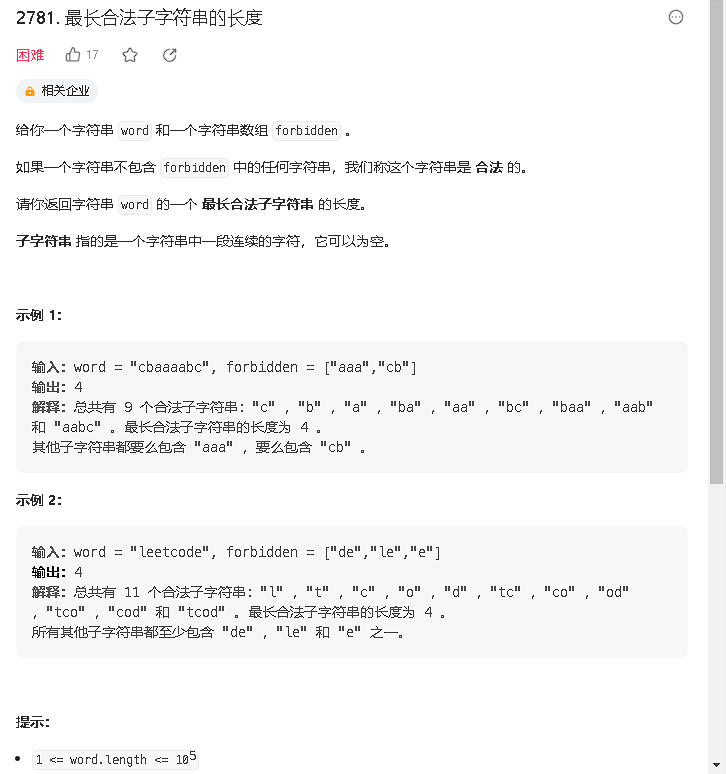 2781. 最长合法子字符串的长度
困难 17
相关企业
给你一个字符串 word 和一个字符串数组 forbidden 。
如果一个字符串不包含 forbidden 中的任何字符串，我们称这个字符串是 合法 的。
请你返回字符串 word 的一个 最长合法子字符串 的长度。
子字符串 指的是一个字符串中一段连续的字符，它可以为空。
示例 1：
输入：word = "cbaaaabc", forbidden = ["aaa","cb"]
输出：4
解释：总共有 9 个合法子字符串："c" , "b" , "a" , "ba" , "aa" , "bc" , "baa" , "aab"
和 "aabc" 。最长合法子字符串的长度为 4 。
其他子字符串都要么包含 "aaa" ，要么包含 "cb" 。
示例 2：
输入：word = "leetcode", forbidden = ["de","le","e"]
输出：4
解释：总共有 11 个合法子字符串："l" , "t" , "c" , "o" , "d" , "tc" , "co" , "od"
, "tco" , "cod" 和 "tcod" 。最长合法子字符串的长度为 4 。
所有其他子字符串都至少包含 "de" ，"le" 和 "e" 之一。
提示：
• 1 <= word.length <= 10⁵